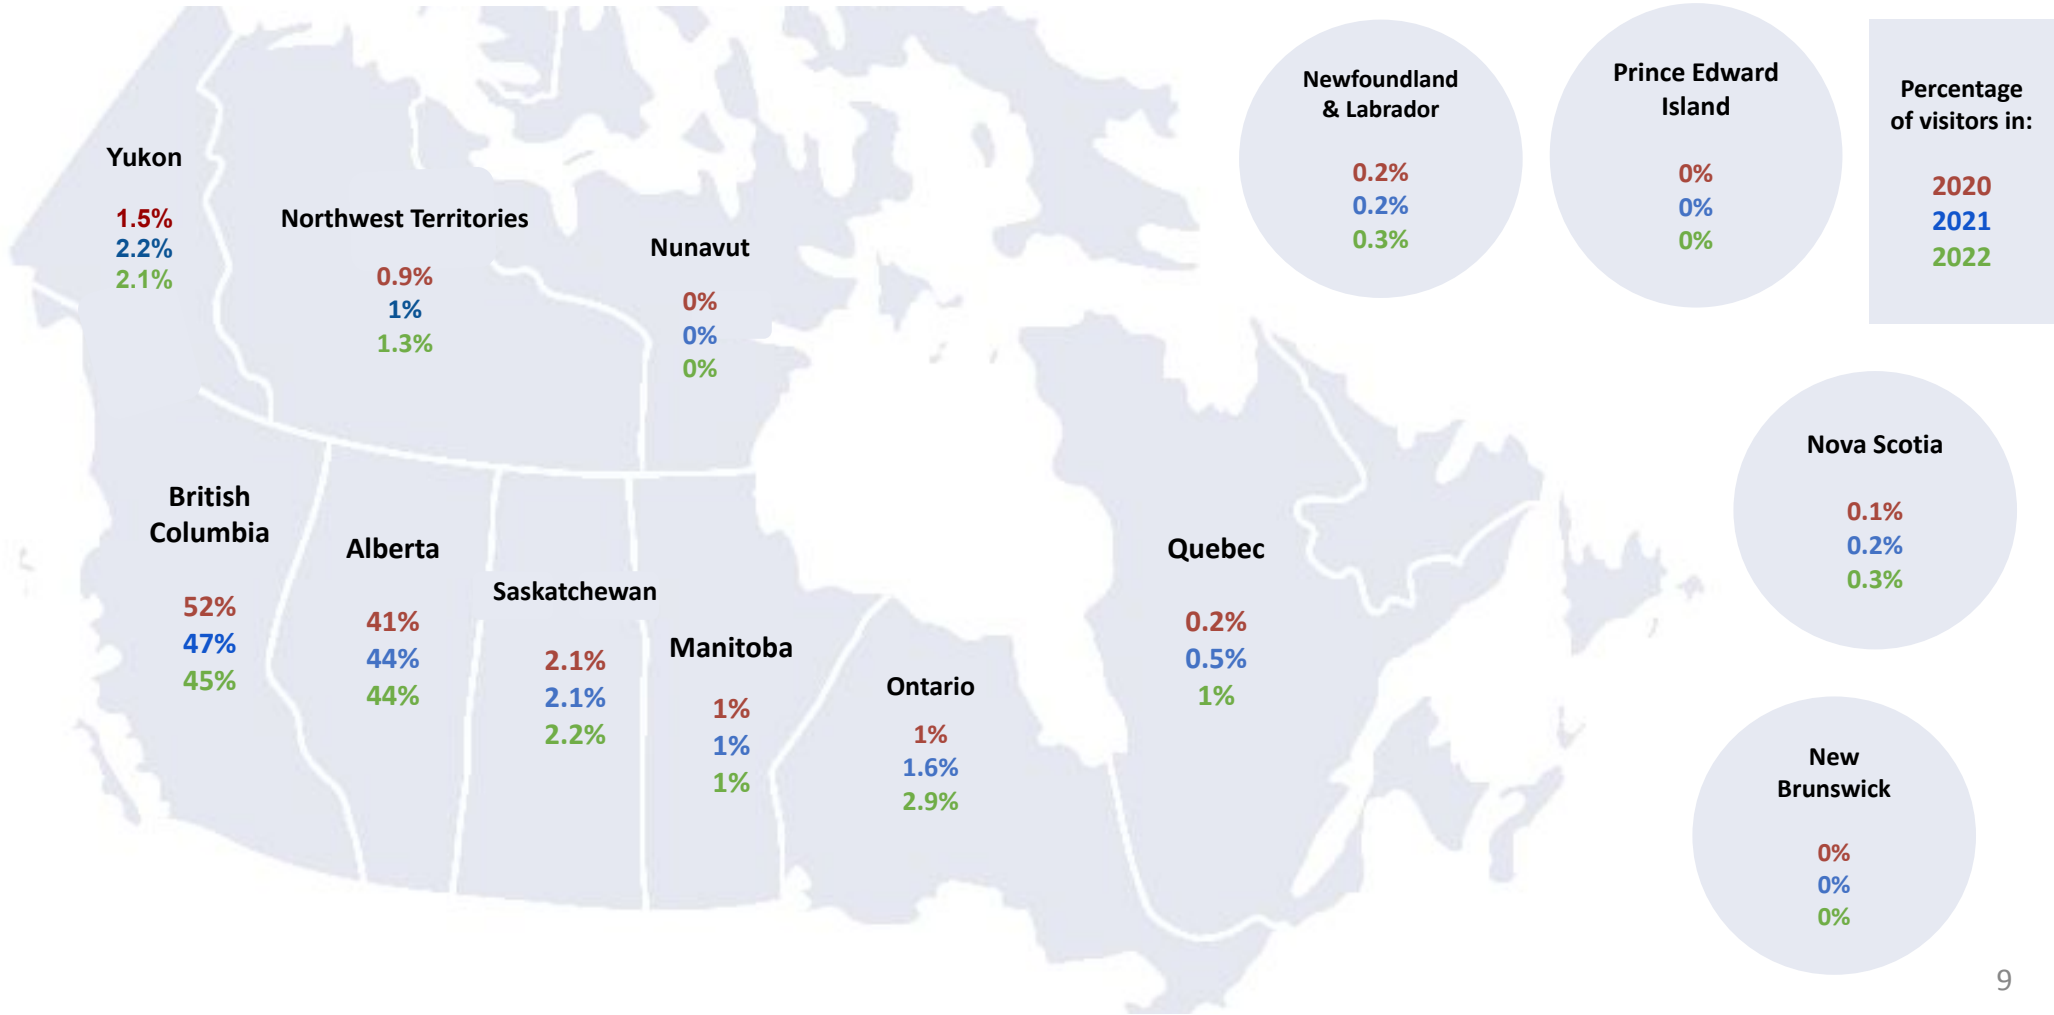 Yukon
1.5%
2.2%
2.1%
Northwest Territories
0.9%
1%
1.3%
Nunavut
0%
0%
0%
Newfoundland
& Labrador
0.2%
0.2%
0.3%
Prince Edward
Island
0%
0%
0%
Percentage
of visitors in:
2020
2021
2022
British
Columbia
52%
47%
45%
Alberta
41%
44%
44%
Saskatchewan
2.1%
2.1%
2.2%
Manitoba
1%
1%
1%
Ontario
1%
1.6%
2.9%
Quebec
0.2%
0.5%
1%
Nova Scotia
0.1%
0.2%
0.3%
New
Brunswick
0%
0%
0%
9